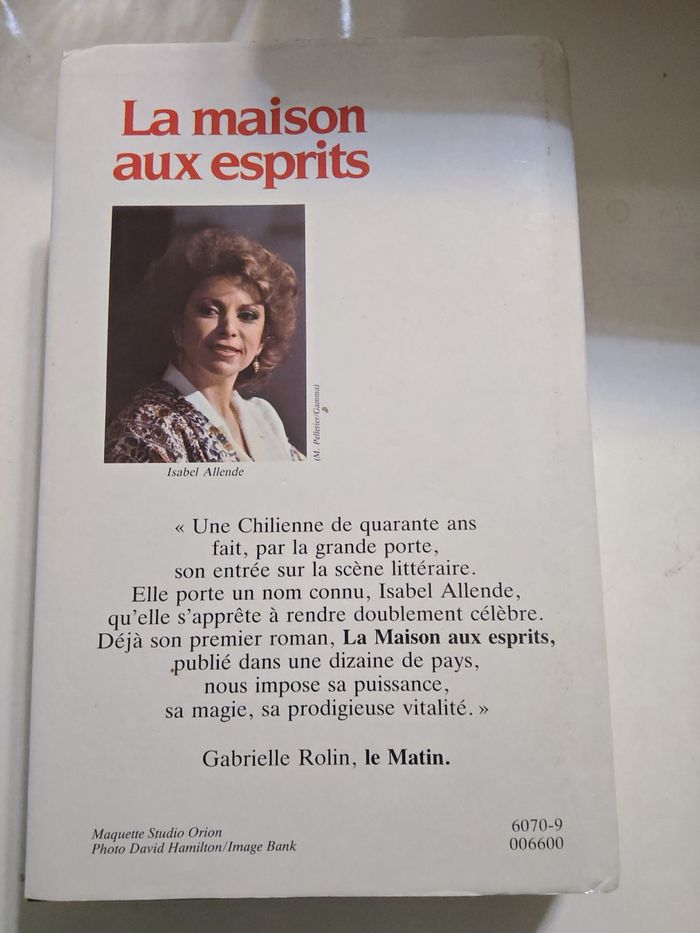 La maison
aux esprits
(M. Pelletier/Gamma)
Isabel Allende
« Une Chilienne de quarante ans
fait, par la grande porte,
son entrée sur la scène littéraire.
Elle porte un nom connu, Isabel Allende,
qu'elle s'apprête à rendre doublement célèbre.
Déjà son premier roman, La Maison aux esprits,
publié dans une dizaine de pays,
nous impose sa puissance,
sa magie, sa prodigieuse vitalité. »
Gabrielle Rolin, le Matin.
Maquette Studio Orion
Photo David Hamilton/Image Bank
6070-9
006600